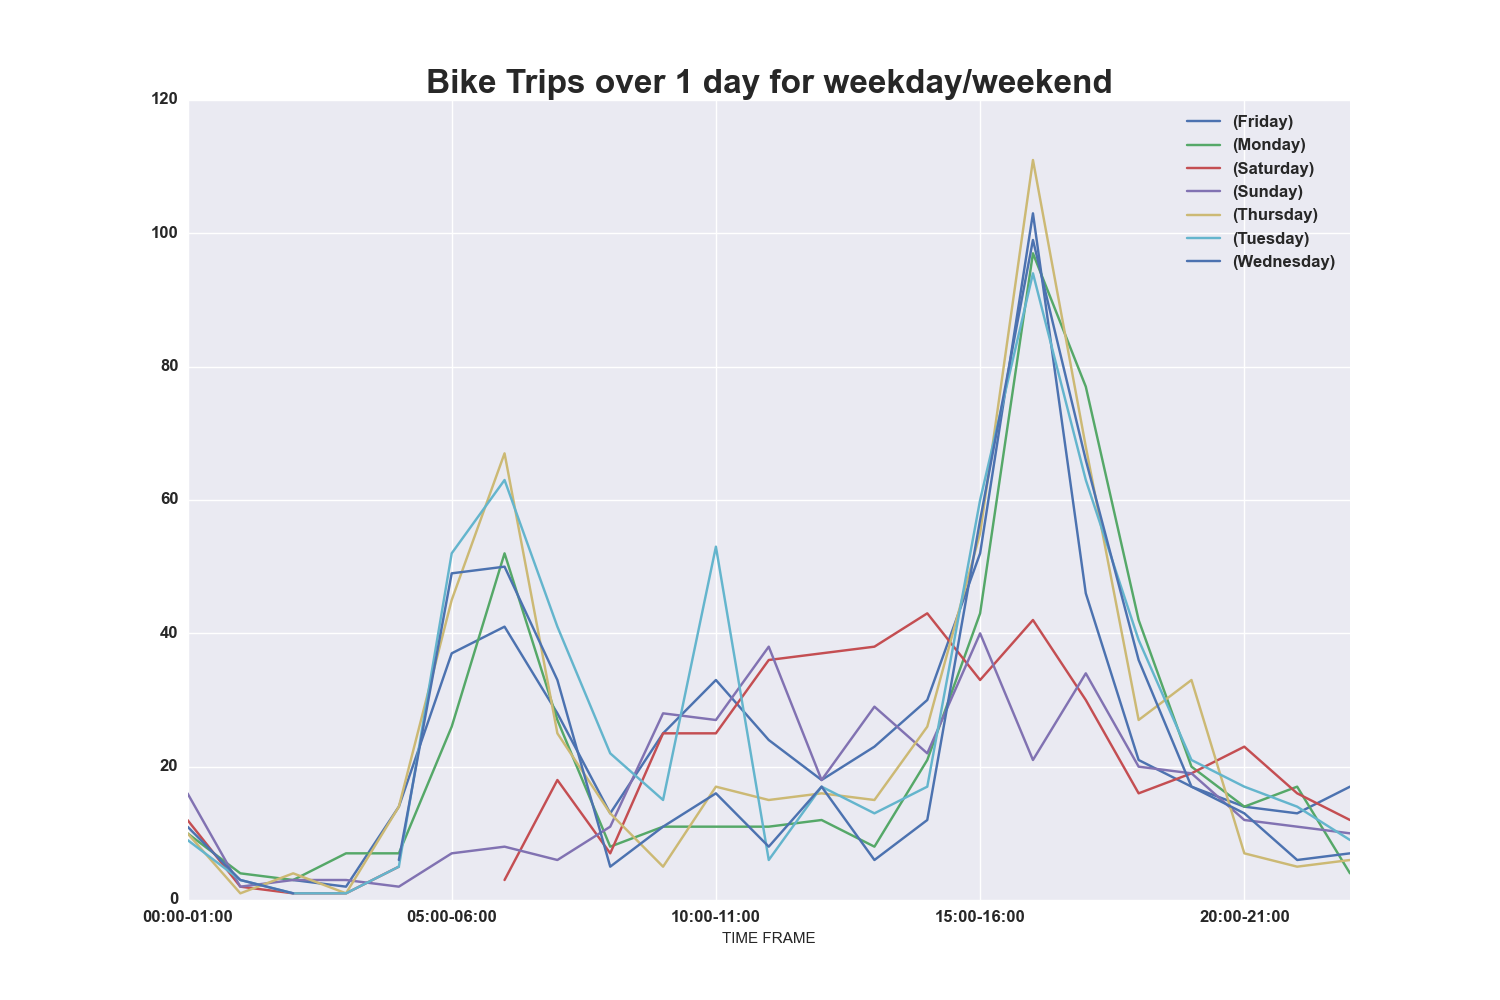 Bike Trips over 1 day for weekday/weekend
120
100
80
60
40
20
0
(Friday)
(Monday)
(Saturday)
(Sunday)
(Thursday)
(Tuesday)
(Wednesday)
00:00-01:00 05:00-06:00 10:00-11:00 15:00-16:00 20:00-21:00
TIME FRAME